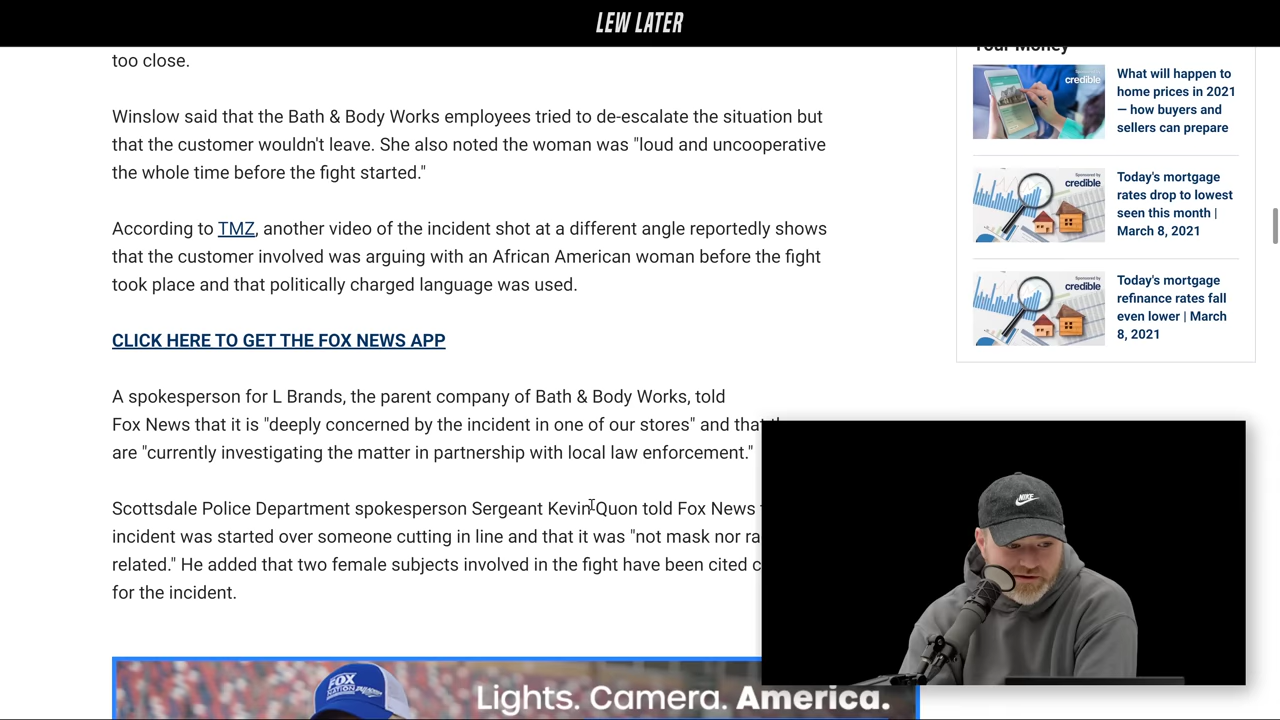 LEW LATER
too close.
Winslow said that the Bath & Body Works employees tried to de-escalate the situation but
that the customer wouldn't leave. She also noted the woman was "loud and uncooperative
the whole time before the fight started."
According to TMZ, another video of the incident shot at a different angle reportedly shows
that the customer involved was arguing with an African American woman before the fight
took place and that politically charged language was used.
CLICK HERE TO GET THE FOX NEWS APP
A spokesperson for L Brands, the parent company of Bath & Body Works, told
Fox News that it is "deeply concerned by the incident in one of our stores" and that
are "currently investigating the matter in partnership with local law enforcement."
Scottsdale Police Department spokesperson Sergeant Kevin Quon told Fox News
incident was started over someone cutting in line and that it was "not mask nor
related." He added that two female subjects involved in the fight have been cited
for the incident.
Your Money
Sponsored by
credible
What will happen to
home prices in 2021
— how buyers and
sellers can prepare
Sponsored by
credible
Today's mortgage
rates drop to lowest
seen this month |
March 8, 2021
Sponsored by
credible
Today's mortgage
refinance rates fall
even lower | March
8, 2021
NIKE
FOX
NATION
Lights. Camera. America.